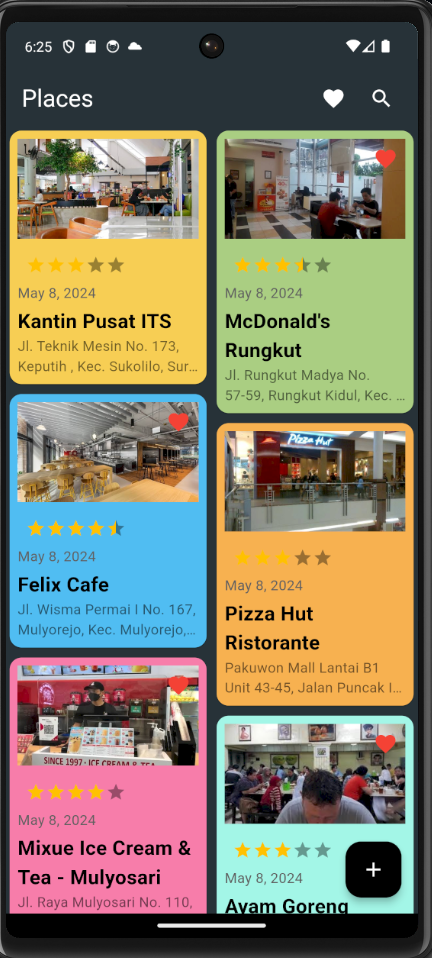 6:25
Places
May 8, 2024
Kantin Pusat ITS
Jl. Teknik Mesin No. 173,
Keputih , Kec. Sukolilo, Sur...
May 8, 2024
McDonald's
Rungkut
Jl. Rungkut Madya No.
57-59, Rungkut Kidul, Kec. ...
May 8, 2024
Felix Cafe
Jl. Wisma Permai I No. 167,
Mulyorejo, Kec. Mulyorejo,...
Pizza Hut
May 8, 2024
Pizza Hut
Ristorante
Pakuwon Mall Lantai B1
Unit 43-45, Jalan Puncak I...
SINCE 1997 · ICE CREAM & TEA
May 8, 2024
Mixue Ice Cream &
Tea - Mulyosari
Jl. Raya Mulyosari No. 110,
May 8, 2024
Ayam Goreng
+